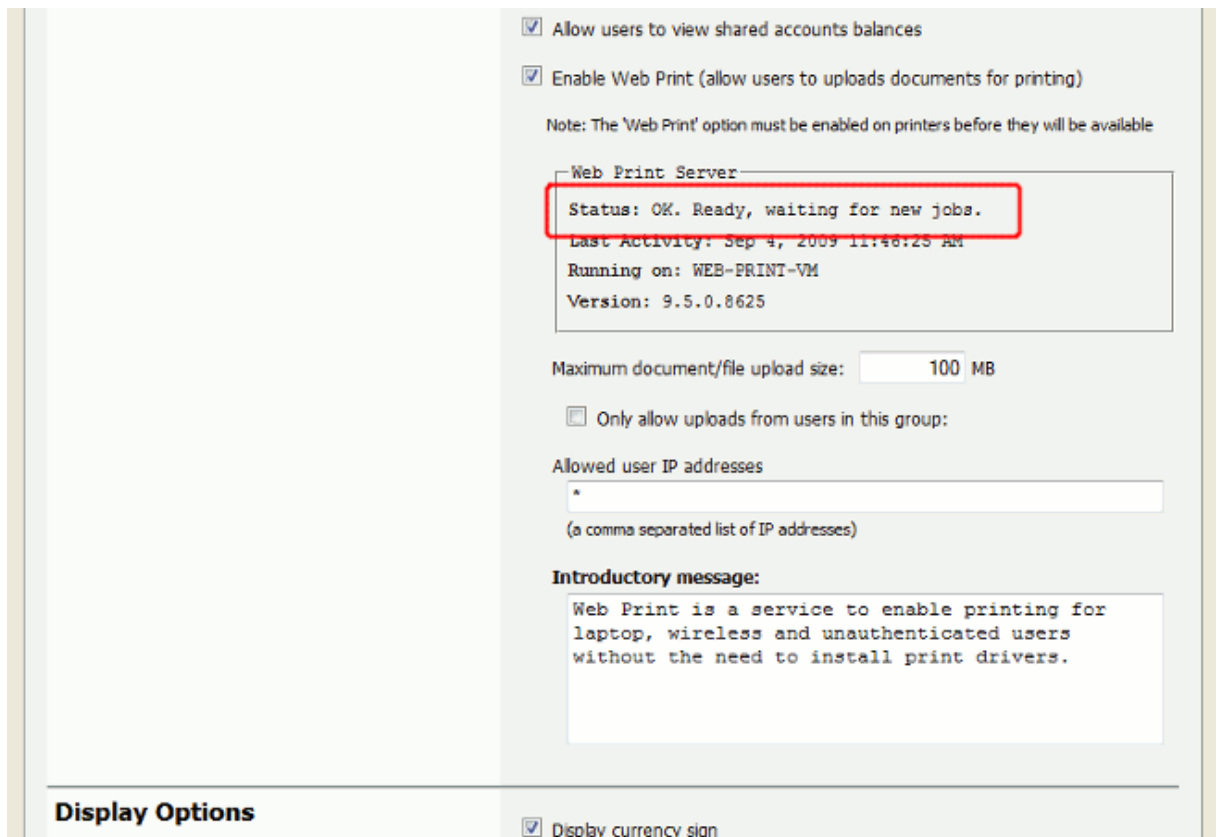 Allow users to view shared accounts balances
Enable Web Print (allow users to uploads documents for printing)
Note: The 'Web Print' option must be enabled on printers before they will be available
Web Print Server
Status: OK. Ready, waiting for new jobs.
Last Activity: Sep 4, 2009 11:46:25 AM
Running on: WEB-PRINT-VM
Version: 9.5.0.8625
Maximum document/file upload size: 100 MB
Only allow uploads from users in this group:
Allowed user IP addresses
*
(a comma separated list of IP addresses)
Introductory message:
Web Print is a service to enable printing for
laptop, wireless and unauthenticated users
without the need to install print drivers.
Display Options
Display currency sign